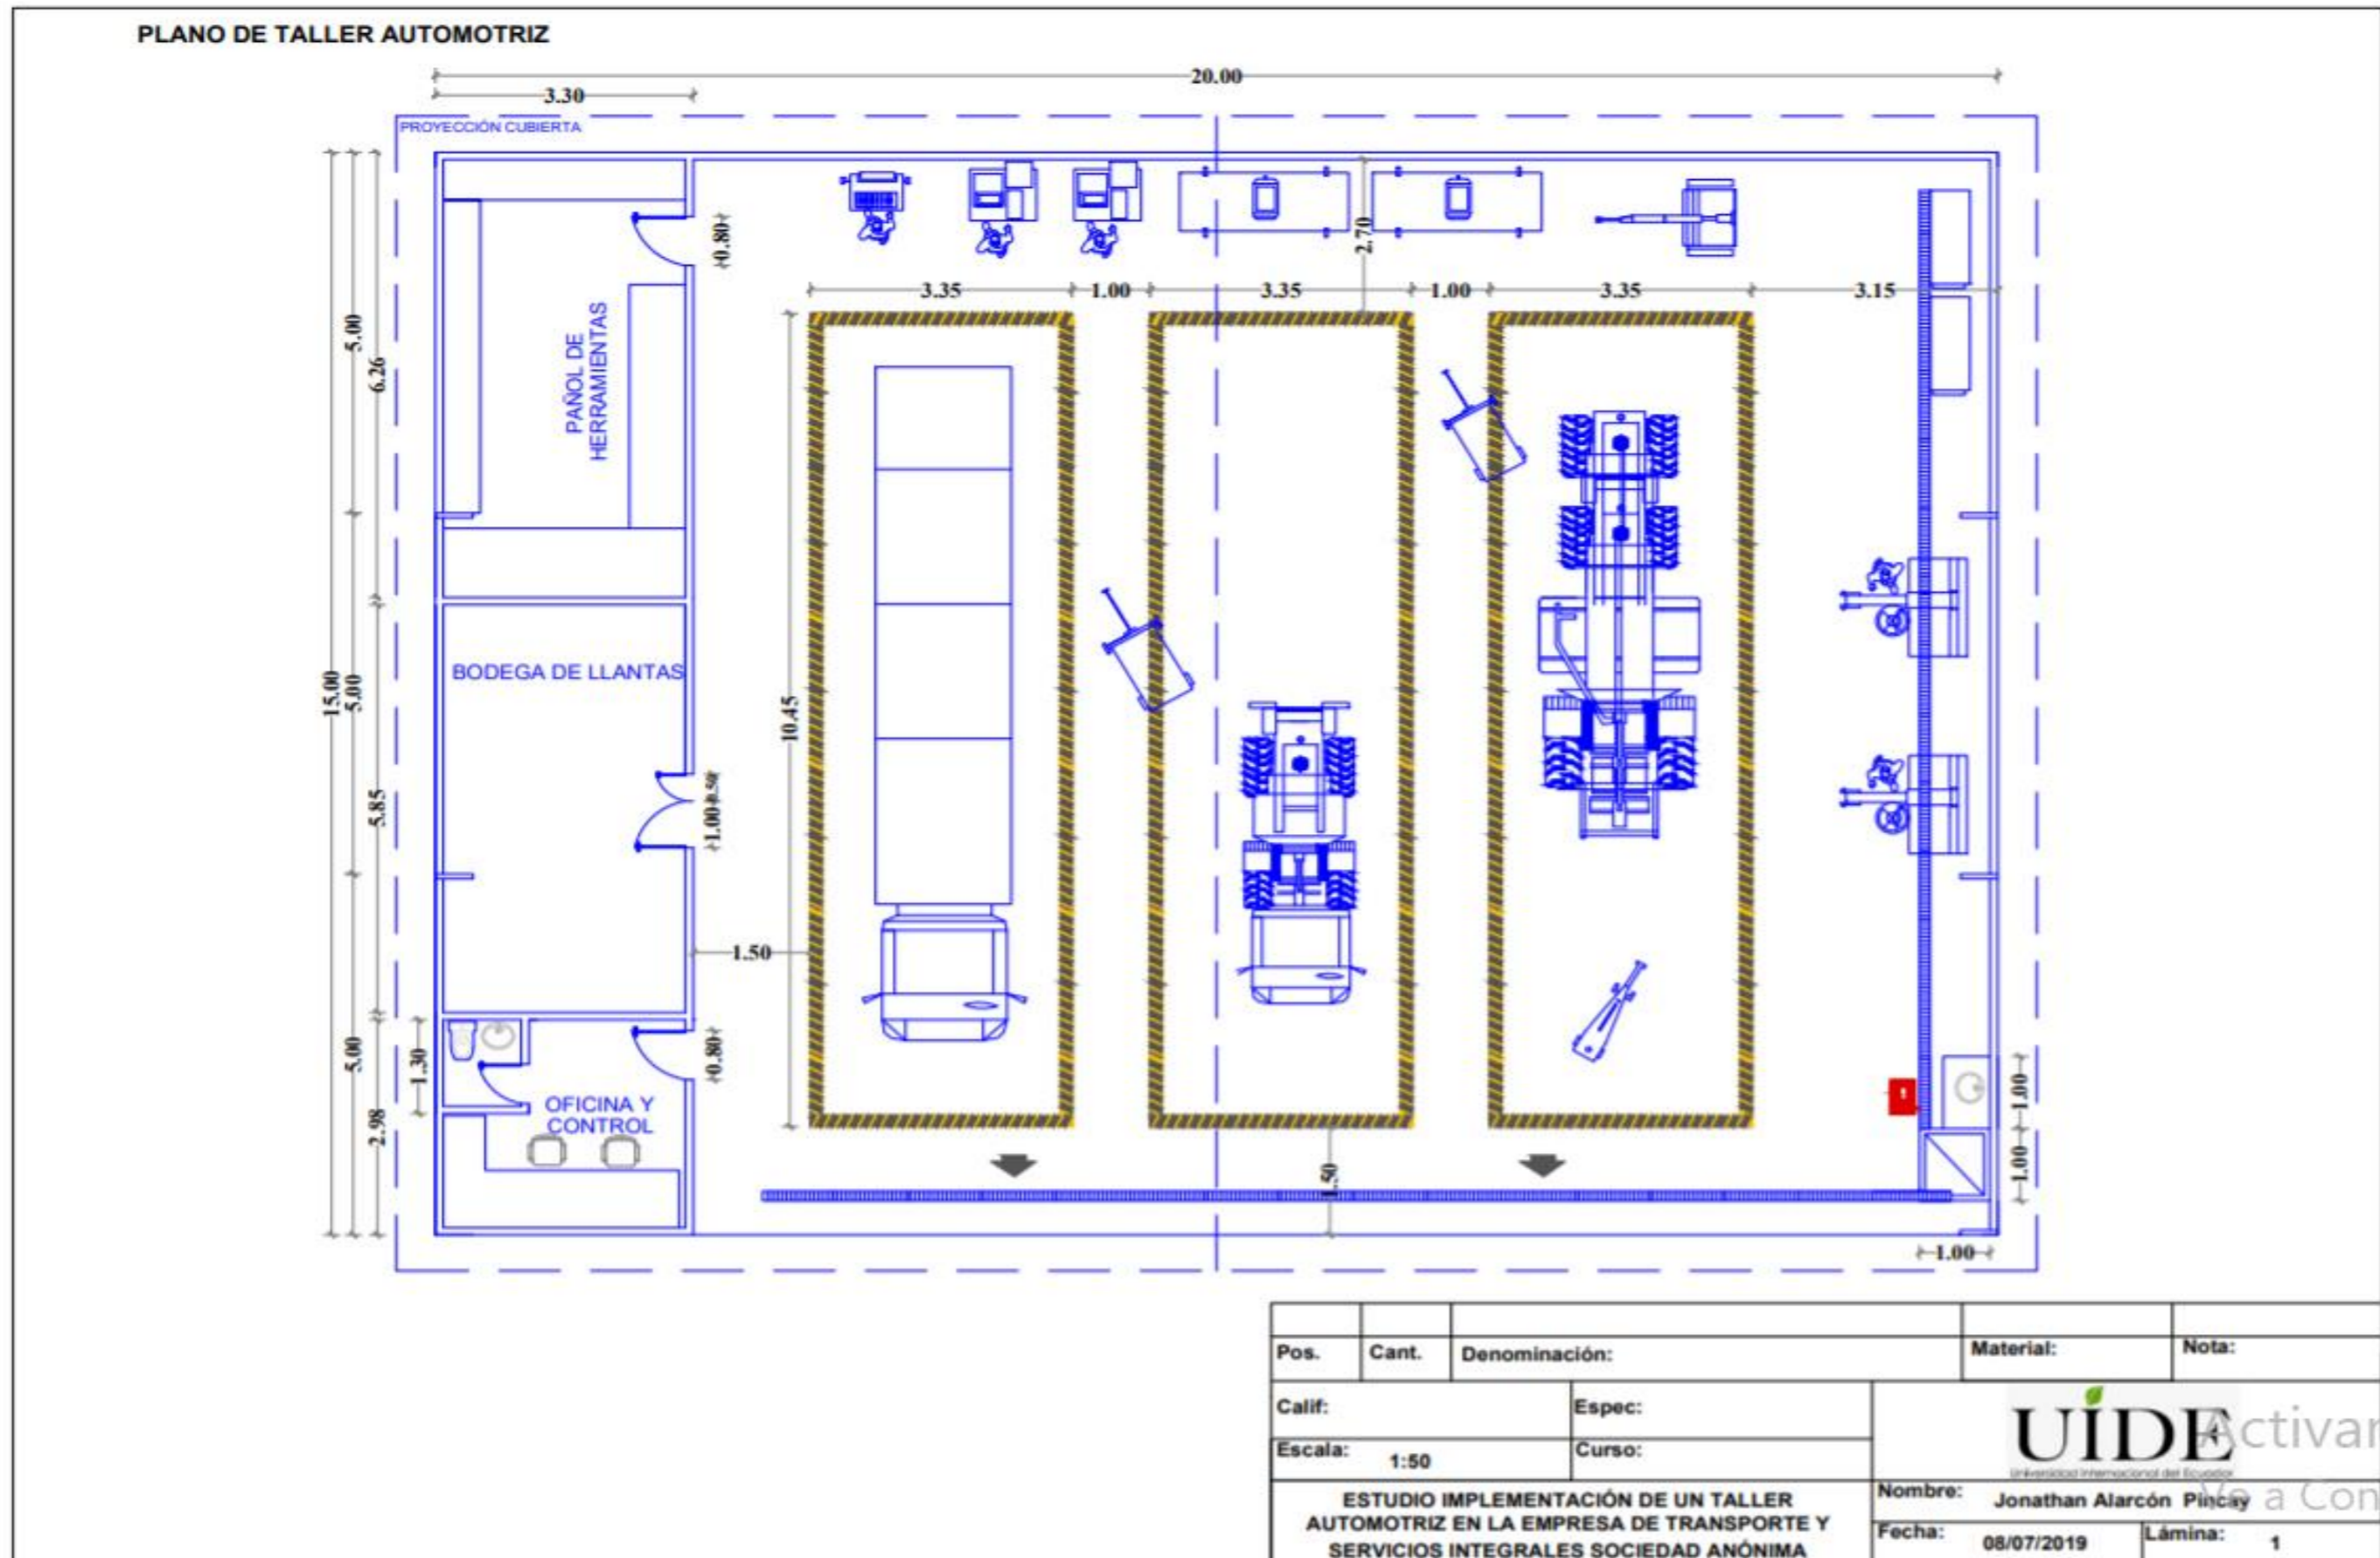 PLANO DE TALLER AUTOMOTRIZ
20.00
3.30
PROYECCIÓN CUBIERTA
0.80
2.70
3.35
1.00
3.35
1.00
3.35
3.15
5.00
6.26
PAÑOL DE
HERRAMIENTAS
BODEGA DE LLANTAS
15.00
5.00
10.45
5.85
1.00
0.50
1.50
5.00
1.30
0.80
2.98
OFICINA Y
CONTROL
1.50
1.00
1.00
1.00
Pos.
Cant.
Denominación:
Material:
Nota:
Calif:
Espec:
Escala:
1:50
Curso:
UIDE
Universidad Internacional del Ecuador
Activar
Ve a Con
ESTUDIO IMPLEMENTACIÓN DE UN TALLER
AUTOMOTRIZ EN LA EMPRESA DE TRANSPORTE Y
SERVICIOS INTEGRALES SOCIEDAD ANÓNIMA
Nombre:
Jonathan Alarcón Pincay
Fecha:
08/07/2019
Lámina:
1